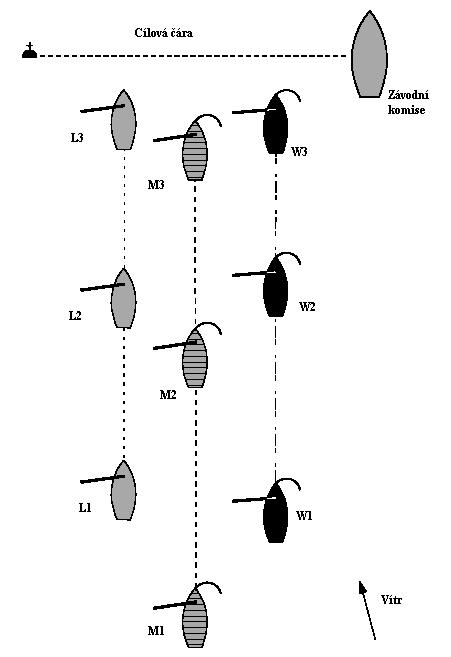 Cílová čára
Závodní
komise
L3
M3
W3
L2
W2
M2
L1
W1
Vítr
M1